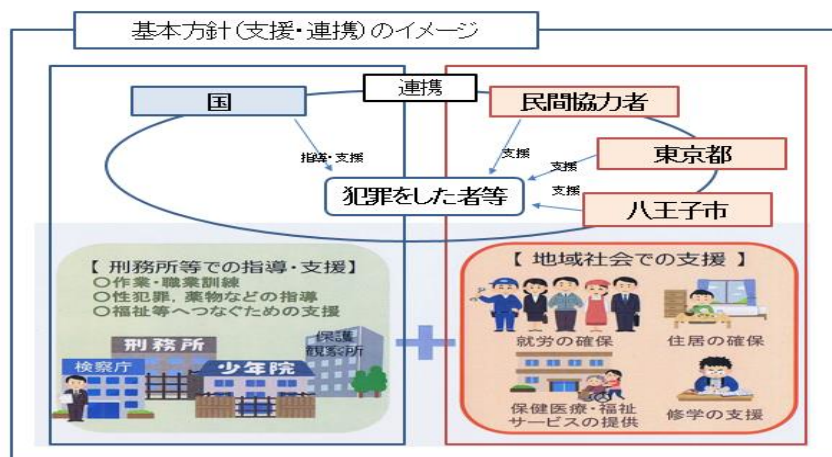 基本方針(支援・連携)のイメージ
連携
国
民間協力者
東京都
八王子市
指導・支援
支援
支援
支援
犯罪をした者等
【 刑務所等での指導・支援】
○作業・職業訓練
○性犯罪,薬物などの指導
○福祉等へつなぐための支援
刑務所
保護
観察所
検察庁
少年院
【 地域社会での支援 】
就労の確保
住居の確保
保健医療・福祉
サービスの提供
修学の支援